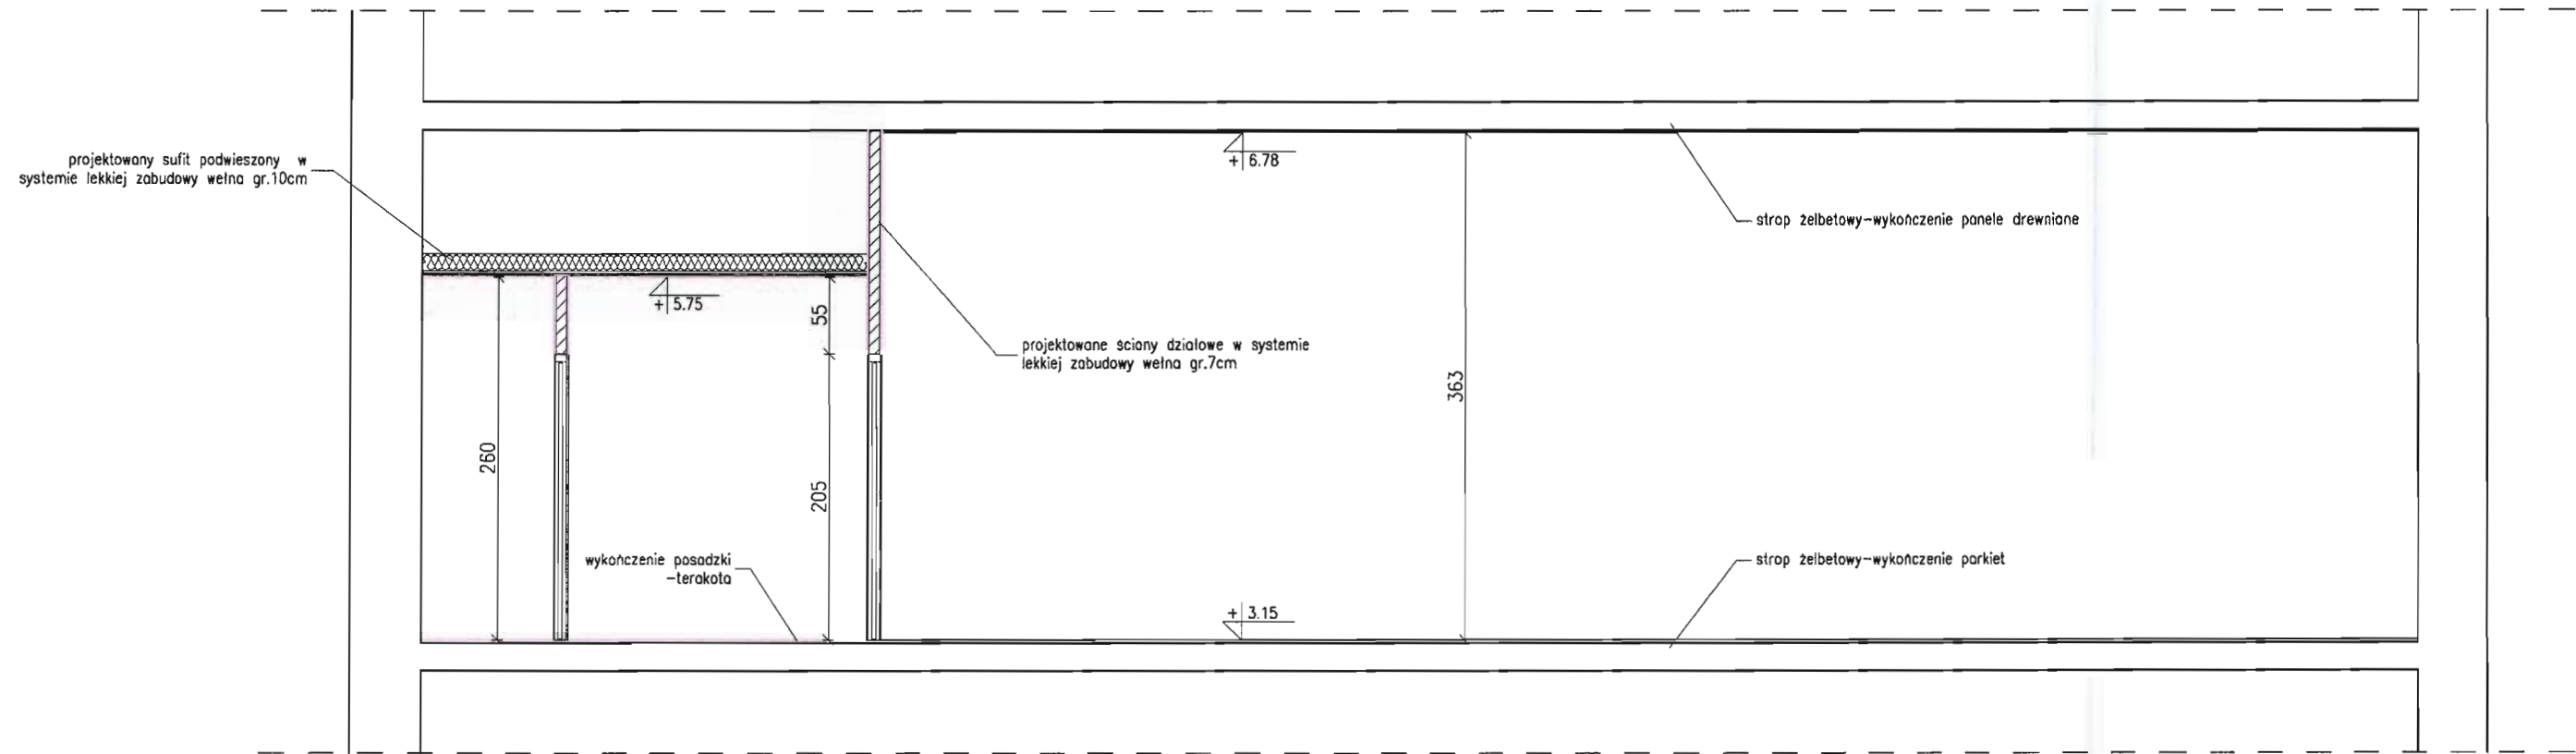 projektowany sufit podwieszony w
systemie lekkiej zabudowy wełna gr.10cm
+ 6.78
strop żelbetowy-wykończenie panele drewniane
+ 5.75
55
projektowane ściany działowe w systemie
lekkiej zabudowy wełna gr.7cm
363
260
205
wykończenie posadzki
-terakota
strop żelbetowy-wykończenie parkiet
+ 3.15